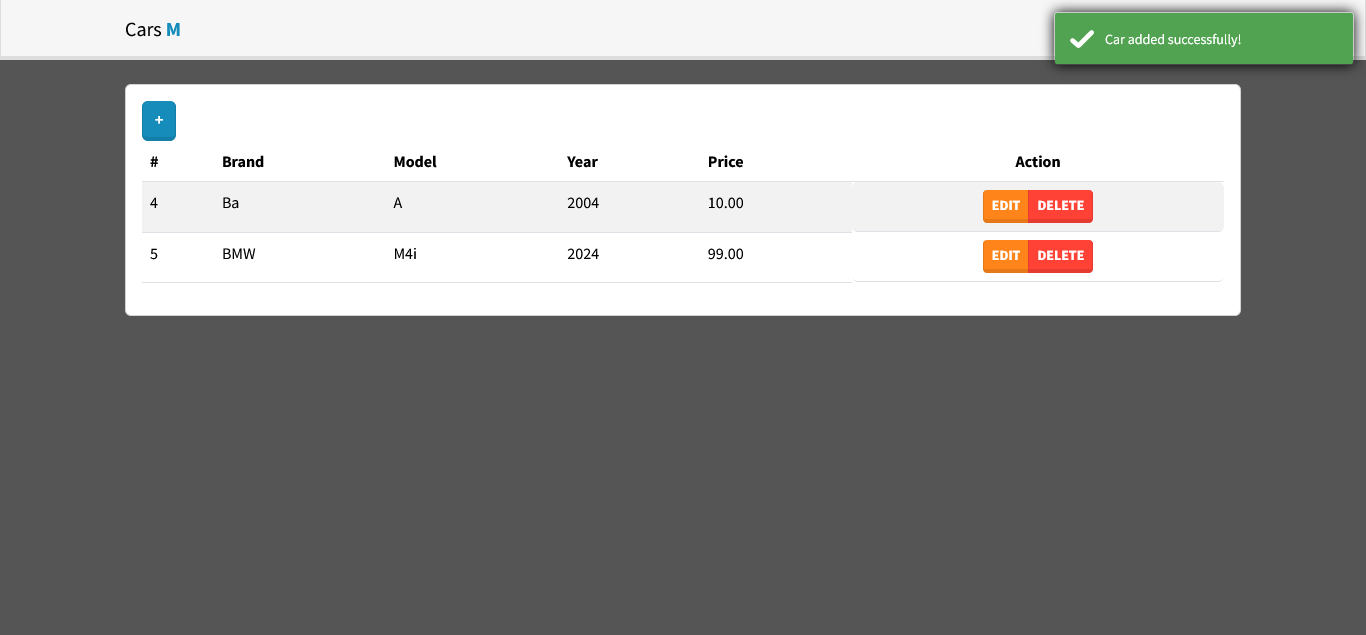 Cars M
Car added successfully!
+
# Brand Model Year Price Action
4 Ba A 2004 10.00 EDIT DELETE
5 BMW M4i 2024 99.00 EDIT DELETE